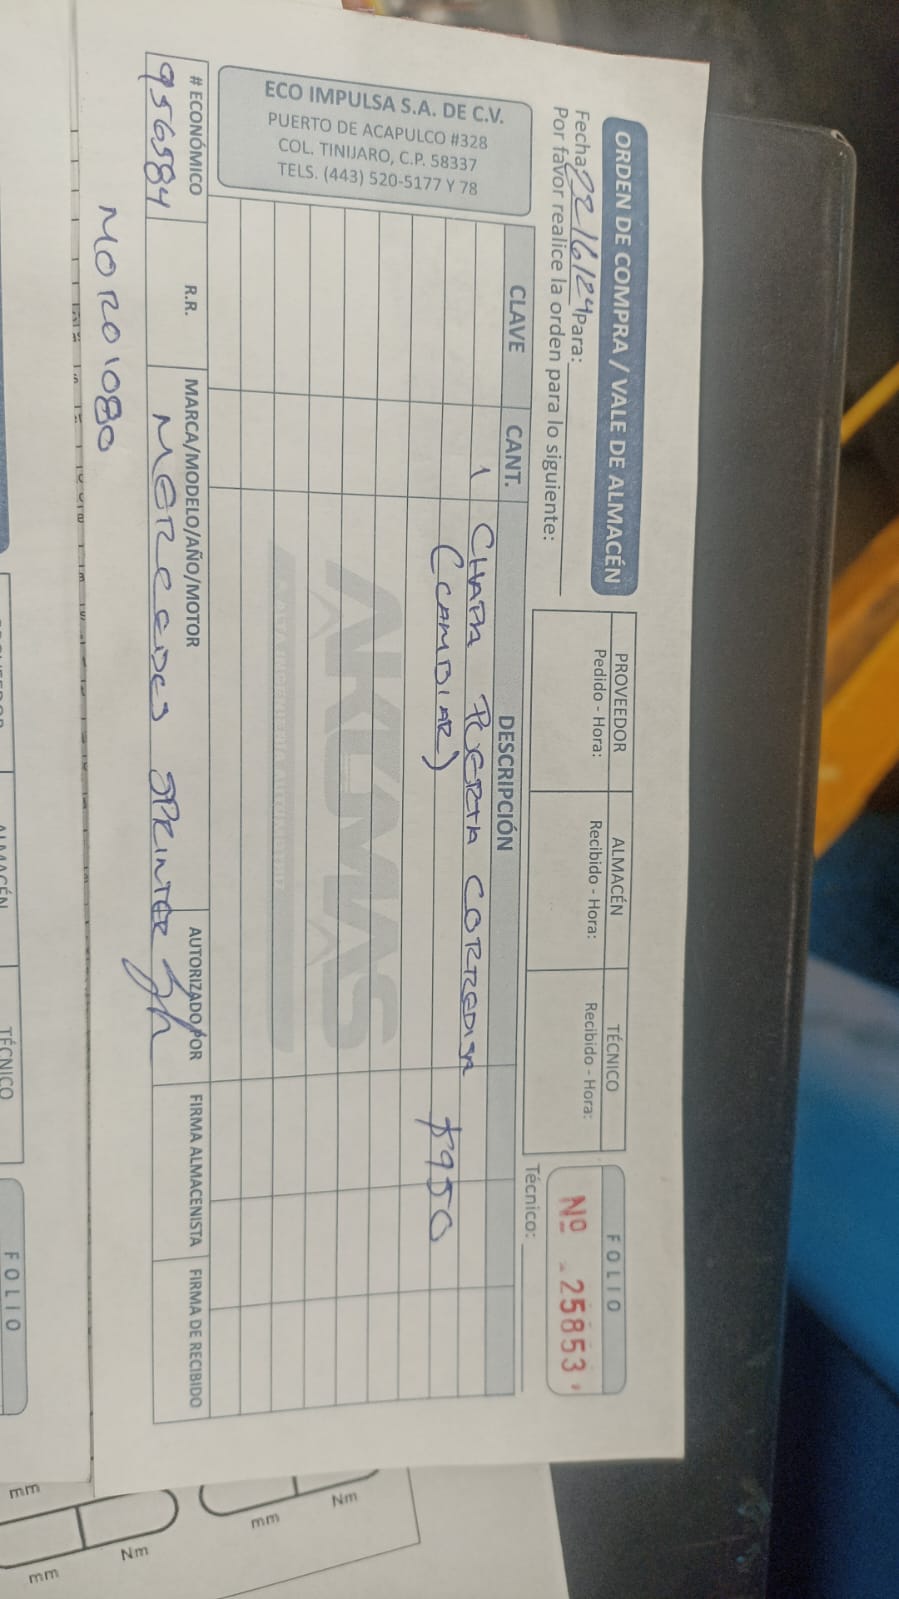 ORDEN DE COMPRA / VALE DE ALMACÉN
Fecha: 22/6/24 Para:
Por favor realice la orden para lo siguiente:
PROVEEDOR
Pedido - Hora:
ALMACÉN
Recibido - Hora:
TÉCNICO
Recibido - Hora:
FOLIO
Nº 25853
Técnico:
ECO IMPULSA S.A. DE C.V.
PUERTO DE ACAPULCO #328
COL. TINIJARO, C.P. 58337
TELS. (443) 520-5177 Y 78
CLAVE CANT. DESCRIPCIÓN
1 CHAPA PUERTA CORREDISA
(CAMBIAR) $950
AKUMAS
# ECONÓMICO R.R. MARCA/MODELO/AÑO/MOTOR AUTORIZADO POR FIRMA ALMACENISTA FIRMA DE RECIBIDO
956584 MERCEDES SPRINTER
MORO1080
ALMACÉN
TÉCNICO
FOLIO
mm
Nm
mm
Nm
mm